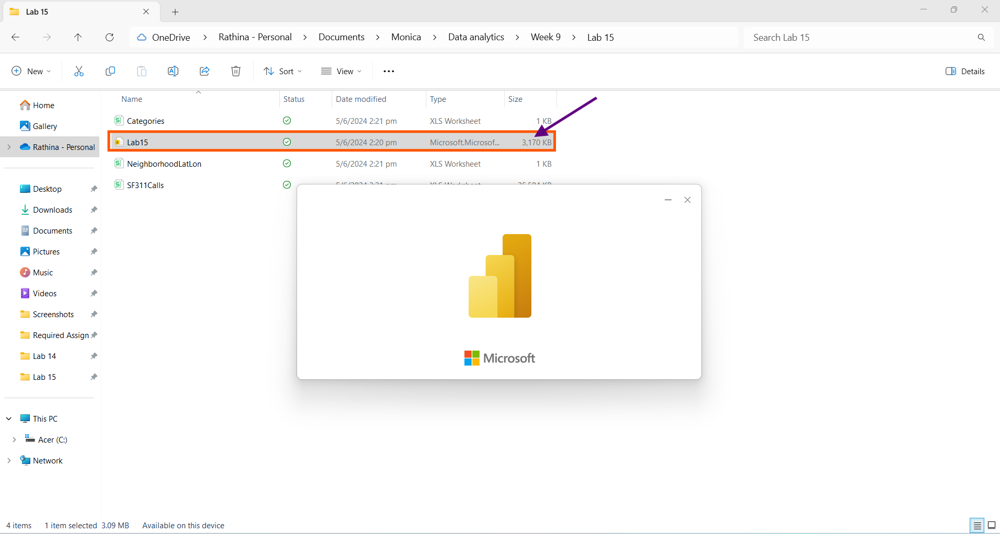 Lab 15
OneDrive > Rathina - Personal > Documents > Monica > Data analytics > Week 9 > Lab 15
Search Lab 15
New
Sort
View
Details
Name Status Date modified Type Size
Categories 5/6/2024 2:21 pm XLS Worksheet 1 KB
Lab15 5/6/2024 2:20 pm Microsoft.Microsof... 3,170 KB
NeighborhoodLatLon 5/6/2024 2:21 pm XLS Worksheet 1 KB
SF311Calls
Home
Gallery
Rathina - Personal
Desktop
Downloads
Documents
Pictures
Music
Videos
Screenshots
Required Assign
Lab 14
Lab 15
This PC
Acer (C:)
Network
Microsoft
4 items 1 item selected 3.09 MB Available on this device